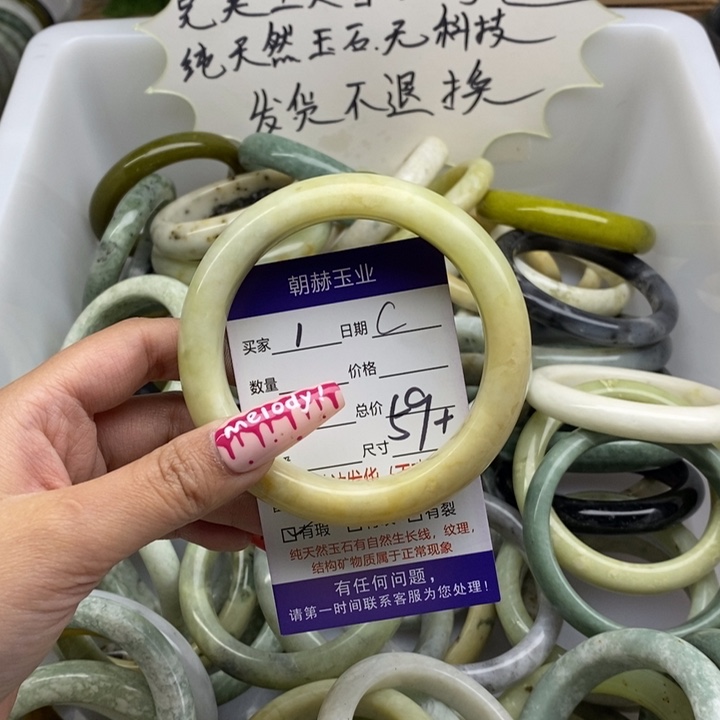 纯天然玉石.无科技
发货不退换
朝赫玉业
买家 1 日期 C
数量 价格
总价
尺寸 59+
有瑕 有裂
纯天然玉石有自然生长线，纹理，
结构矿物质属于正常现象
有任何问题，
请第一时间联系客服为您处理！
melody!